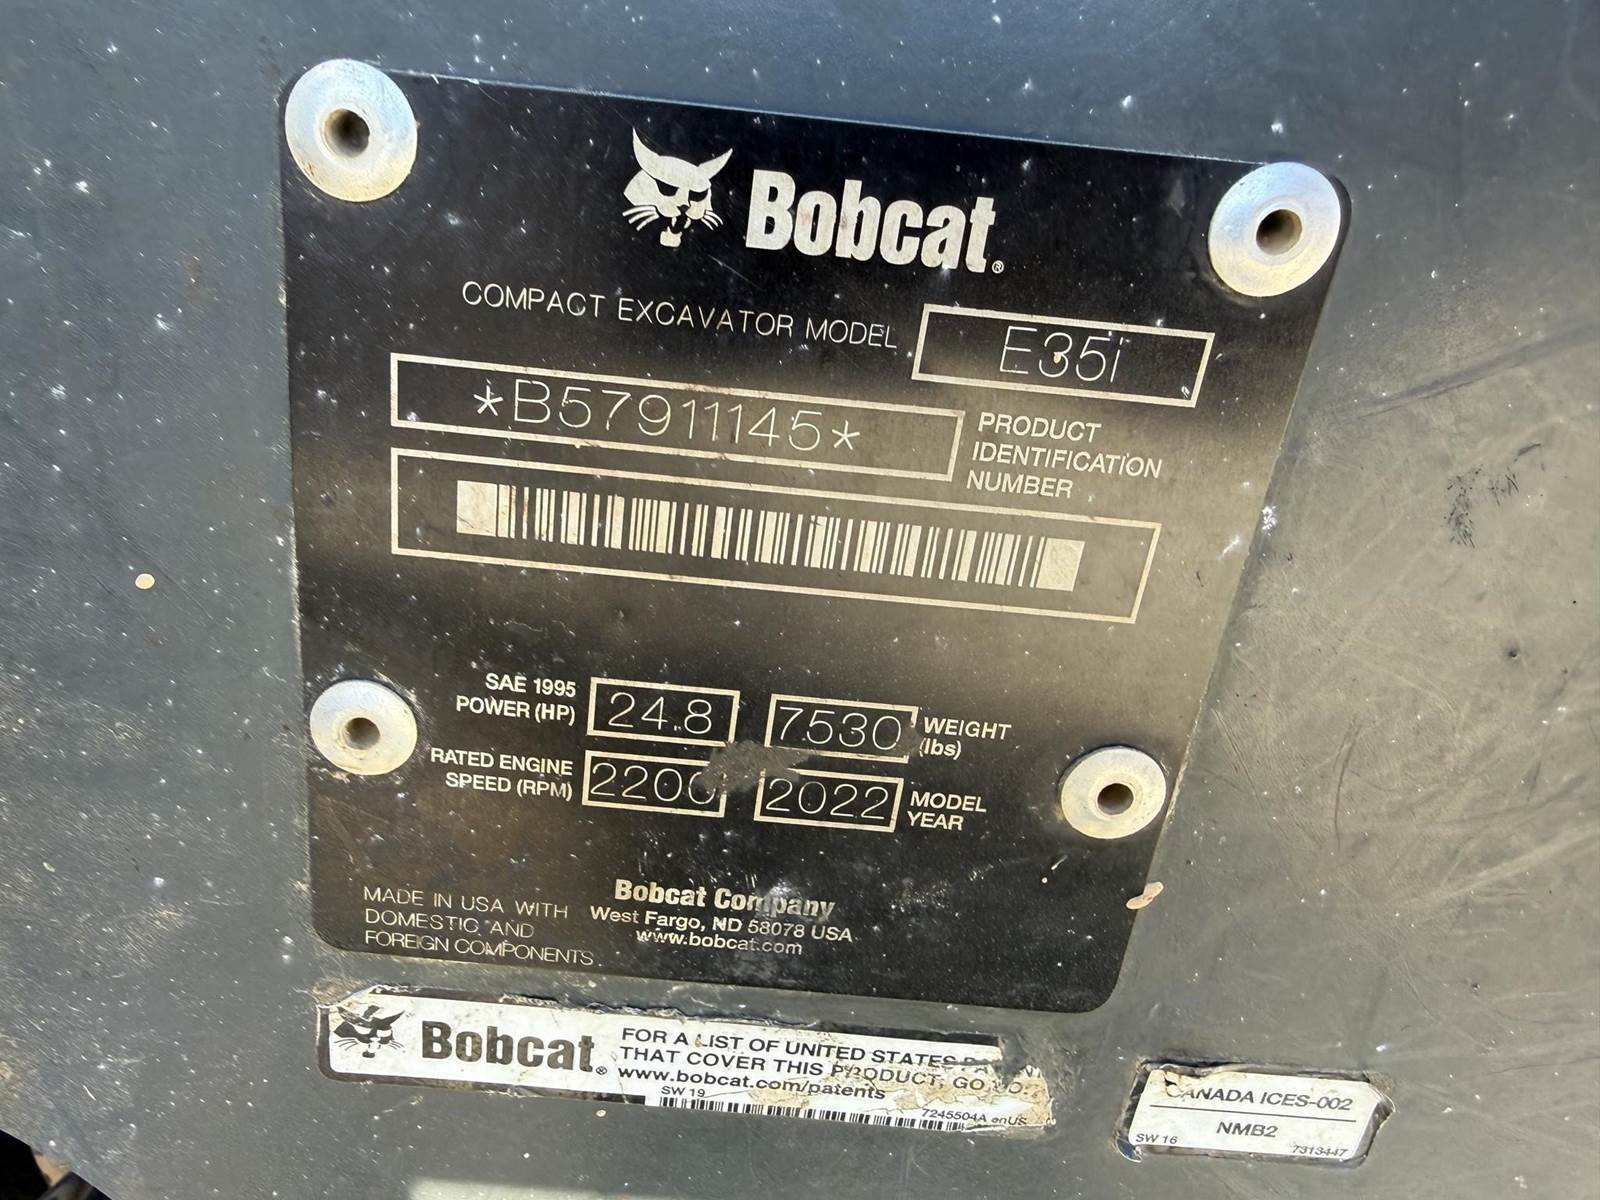 Bobcat®
COMPACT EXCAVATOR MODEL E35i
*B57911145*
PRODUCT
IDENTIFICATION
NUMBER
SAE 1995
POWER (HP) 24.8
7530 WEIGHT
(lbs)
RATED ENGINE
SPEED (RPM) 2200
2022 MODEL
YEAR
MADE IN USA WITH
DOMESTIC AND
FOREIGN COMPONENTS.
Bobcat Company
West Fargo, ND 58078 USA
www.bobcat.com
Bobcat®
FOR A LIST OF UNITED STATES
THAT COVER THIS PRODUCT, GO TO:
www.bobcat.com/patents
SW 19
7245504A enUS
CANADA ICES-002
NMB2
SW 16
7313447